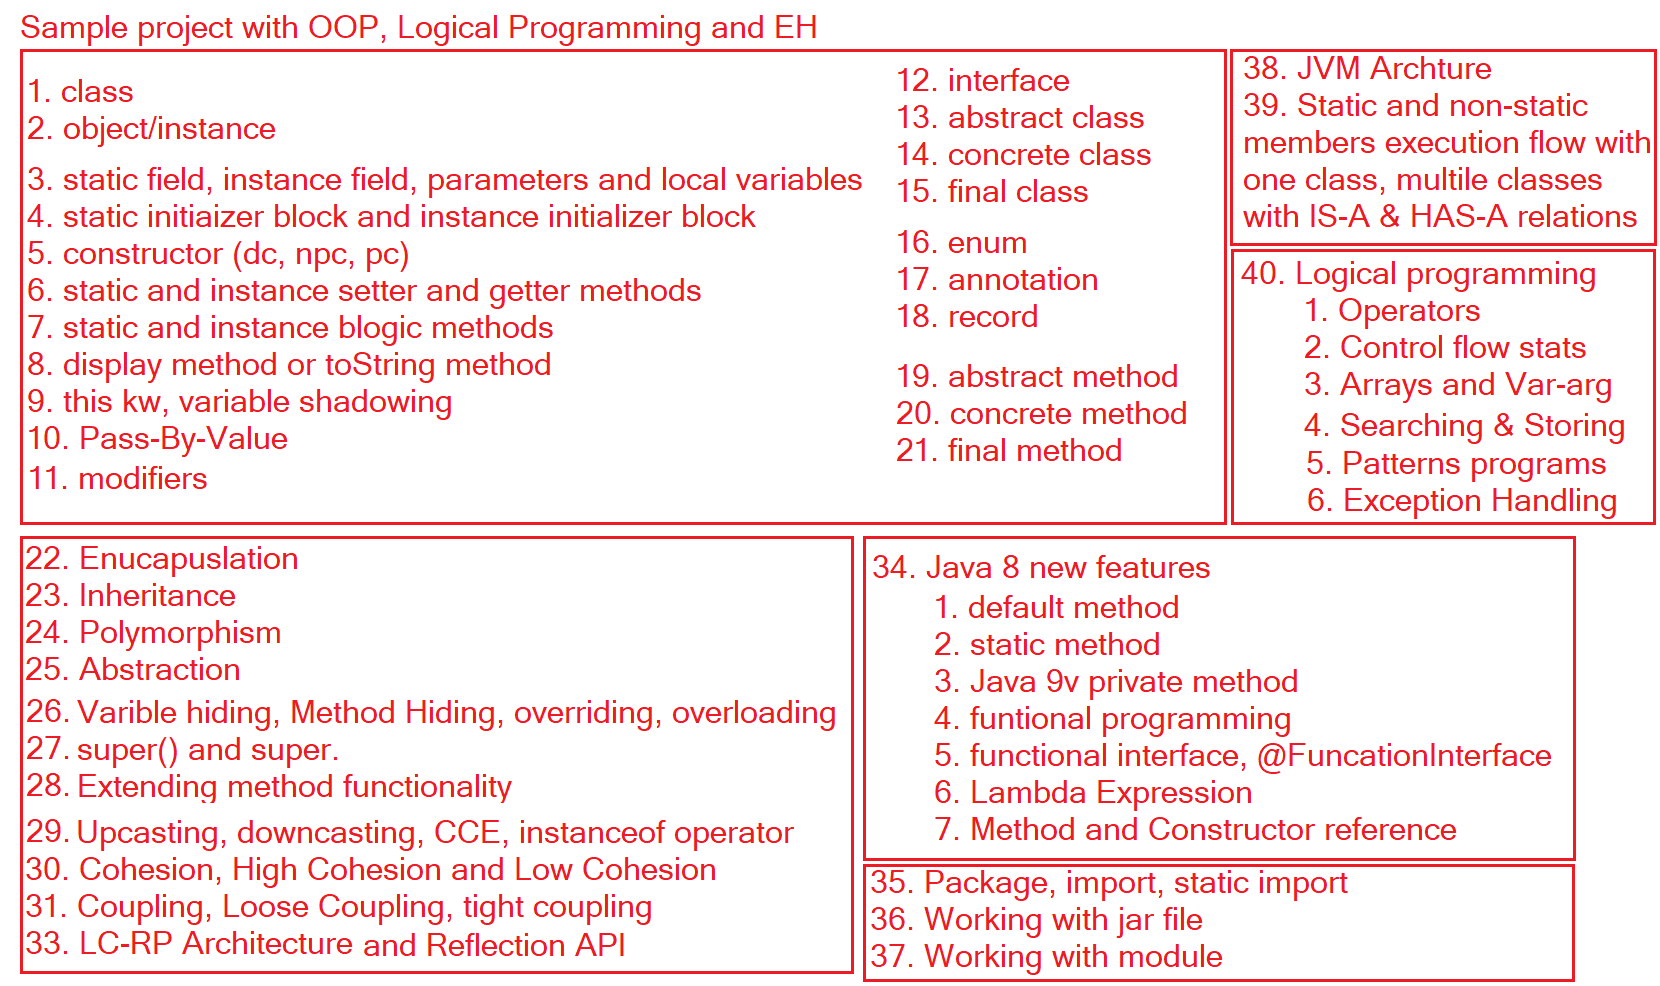 Sample project with OOP, Logical Programming and EH
1. class
2. object/instance
3. static field, instance field, parameters and local variables
4. static initiaizer block and instance initializer block
5. constructor (dc, npc, pc)
6. static and instance setter and getter methods
7. static and instance blogic methods
8. display method or toString method
9. this kw, variable shadowing
10. Pass-By-Value
11. modifiers
12. interface
13. abstract class
14. concrete class
15. final class
16. enum
17. annotation
18. record
19. abstract method
20. concrete method
21. final method
38. JVM Archture
39. Static and non-static
members execution flow with
one class, multile classes
with IS-A & HAS-A relations
40. Logical programming
1. Operators
2. Control flow stats
3. Arrays and Var-arg
4. Searching & Storing
5. Patterns programs
6. Exception Handling
22. Enucapuslation
23. Inheritance
24. Polymorphism
25. Abstraction
26. Varible hiding, Method Hiding, overriding, overloading
27. super() and super.
28. Extending method functionality
29. Upcasting, downcasting, CCE, instanceof operator
30. Cohesion, High Cohesion and Low Cohesion
31. Coupling, Loose Coupling, tight coupling
33. LC-RP Architecture and Reflection API
34. Java 8 new features
1. default method
2. static method
3. Java 9v private method
4. funtional programming
5. functional interface, @FuncationInterface
6. Lambda Expression
7. Method and Constructor reference
35. Package, import, static import
36. Working with jar file
37. Working with module